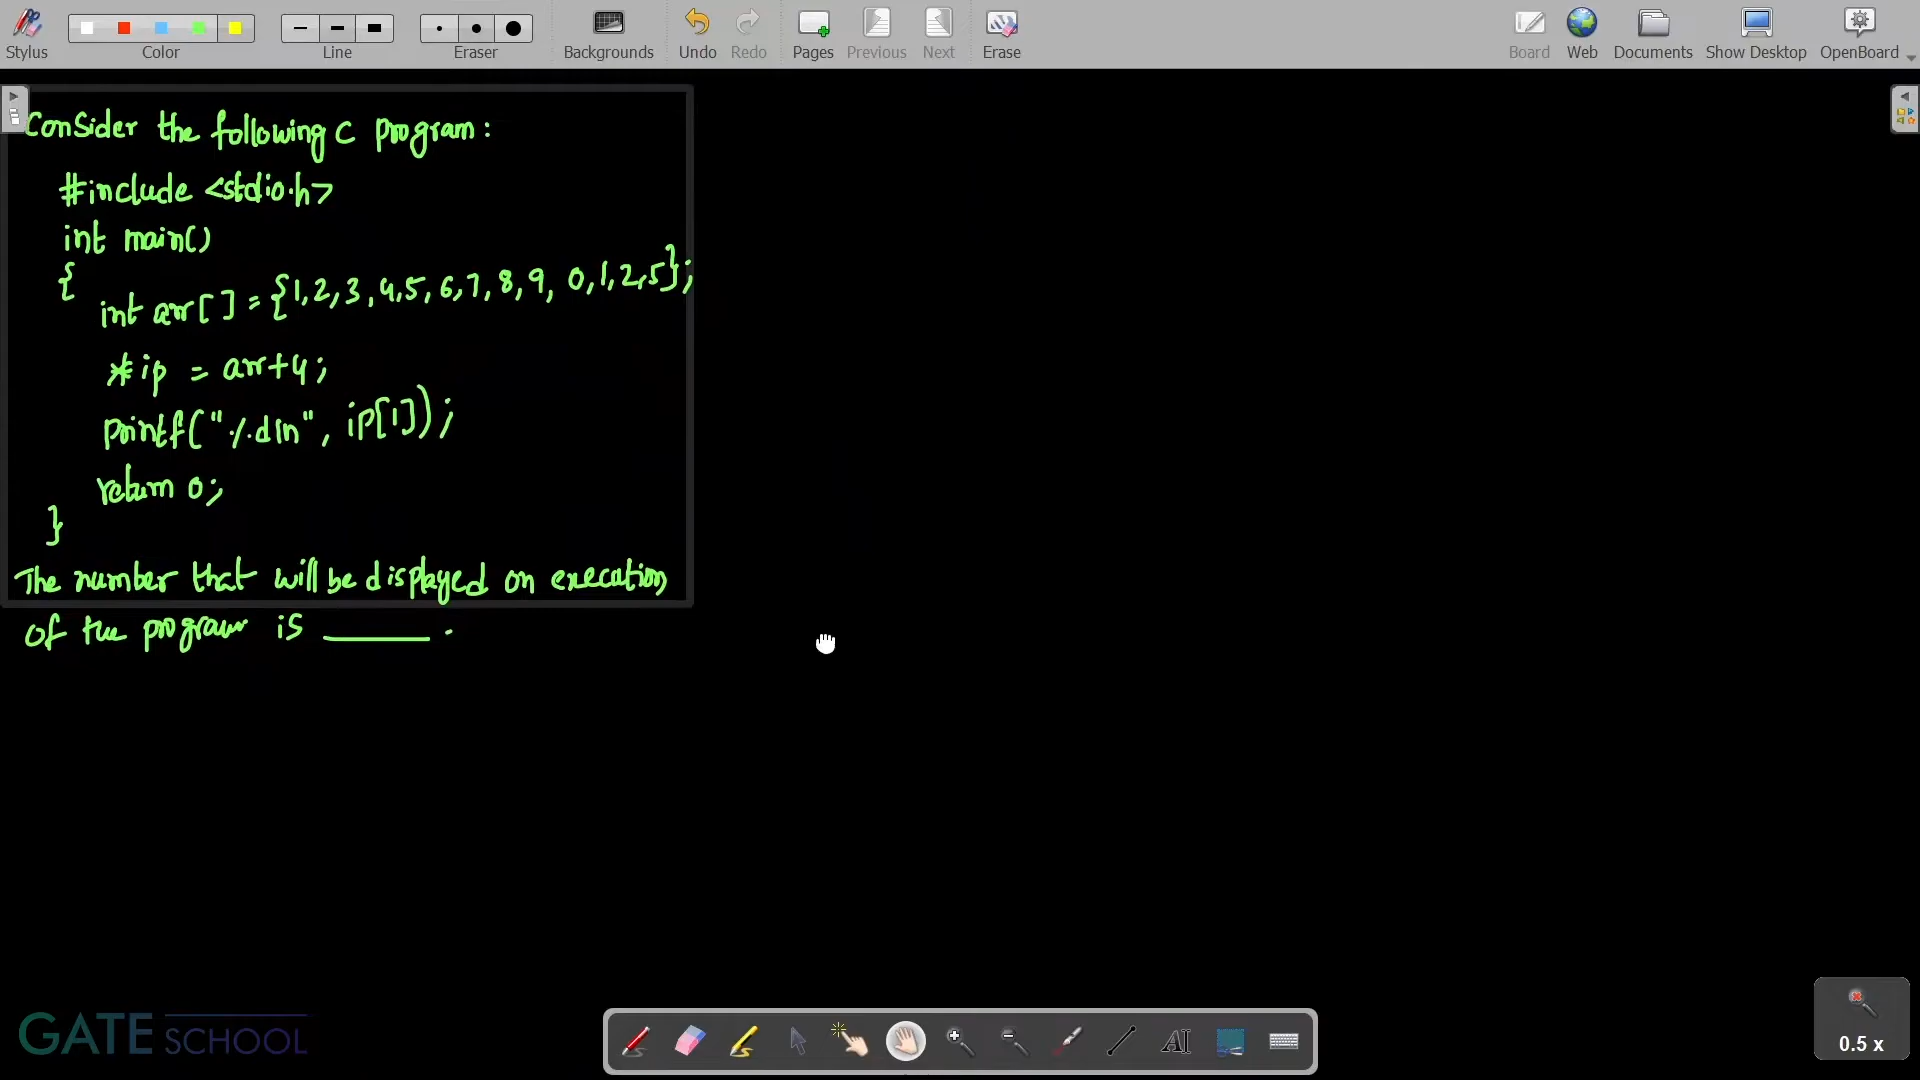 Stylus
Color
Line
Eraser
Backgrounds
Undo
Redo
Pages
Previous
Next
Erase
Board
Web
Documents
Show Desktop
OpenBoard
Consider the following C program:
#include <stdio.h>
int main()
{
int arr[] = {1,2,3,4,5,6,7,8,9,0,1,2,5};
*ip = arr+4;
printf("%d\n", ip[1]);
return 0;
}
The number that will be displayed on execution
of the program is ______.
GATE SCHOOL
AI
0.5 x